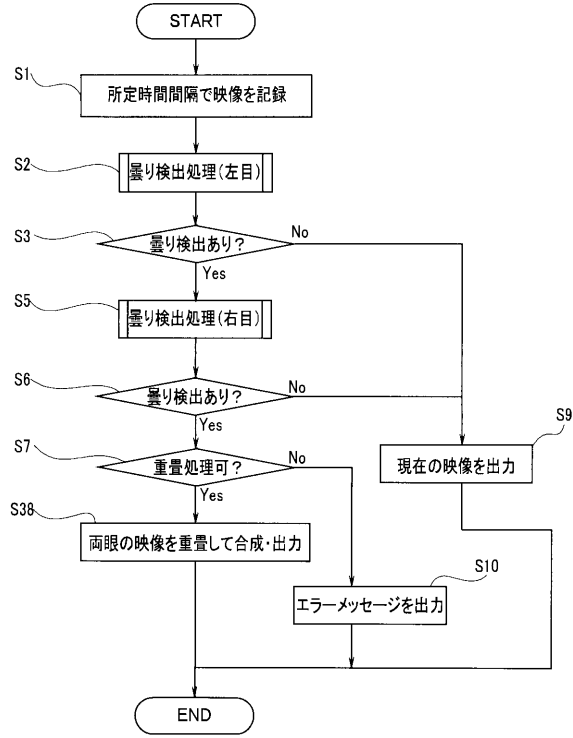 START
S1
所定時間間隔で映像を記録
S2
曇り検出処理(左目)
S3
曇り検出あり?
No
Yes
S5
曇り検出処理(右目)
S6
曇り検出あり?
No
Yes
S9
現在の映像を出力
S7
重畳処理可?
No
Yes
S38
両眼の映像を重畳して合成・出力
S10
エラーメッセージを出力
END